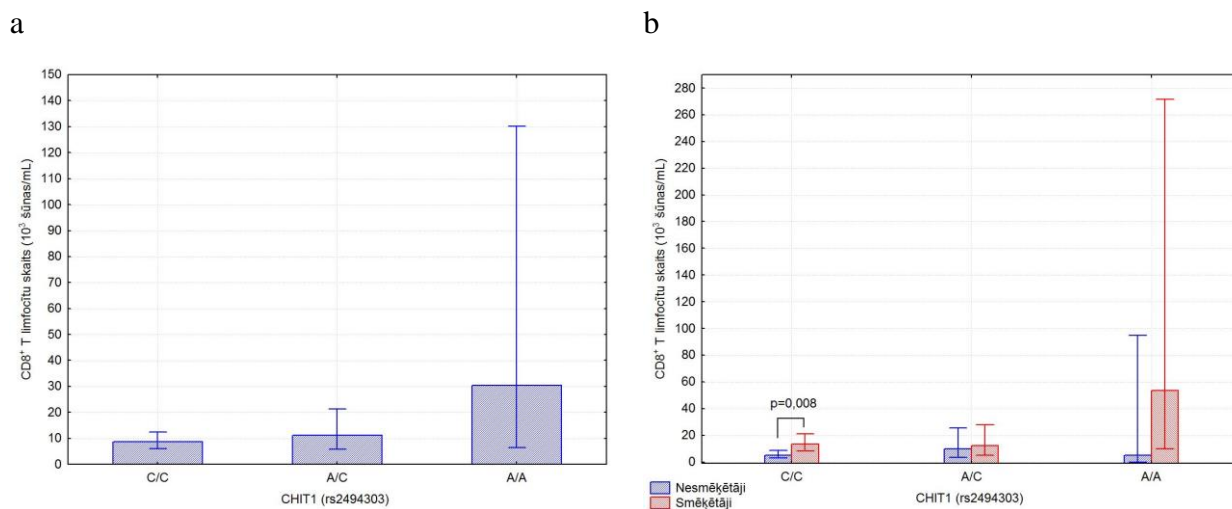 a
150
140
130
120
110
100
90
80
70
60
50
40
30
20
10
0
CD8⁺ T limfocītu skaits (10³ šūnas/mL)
C/C
A/C
A/A
CHIT1 (rs2494303)
b
280
260
240
220
200
180
160
140
120
100
80
60
40
20
0
CD8⁺ T limfocītu skaits (10³ šūnas/mL)
p=0,008
C/C
A/C
A/A
CHIT1 (rs2494303)
Nesmēķētāji
Smēķētāji